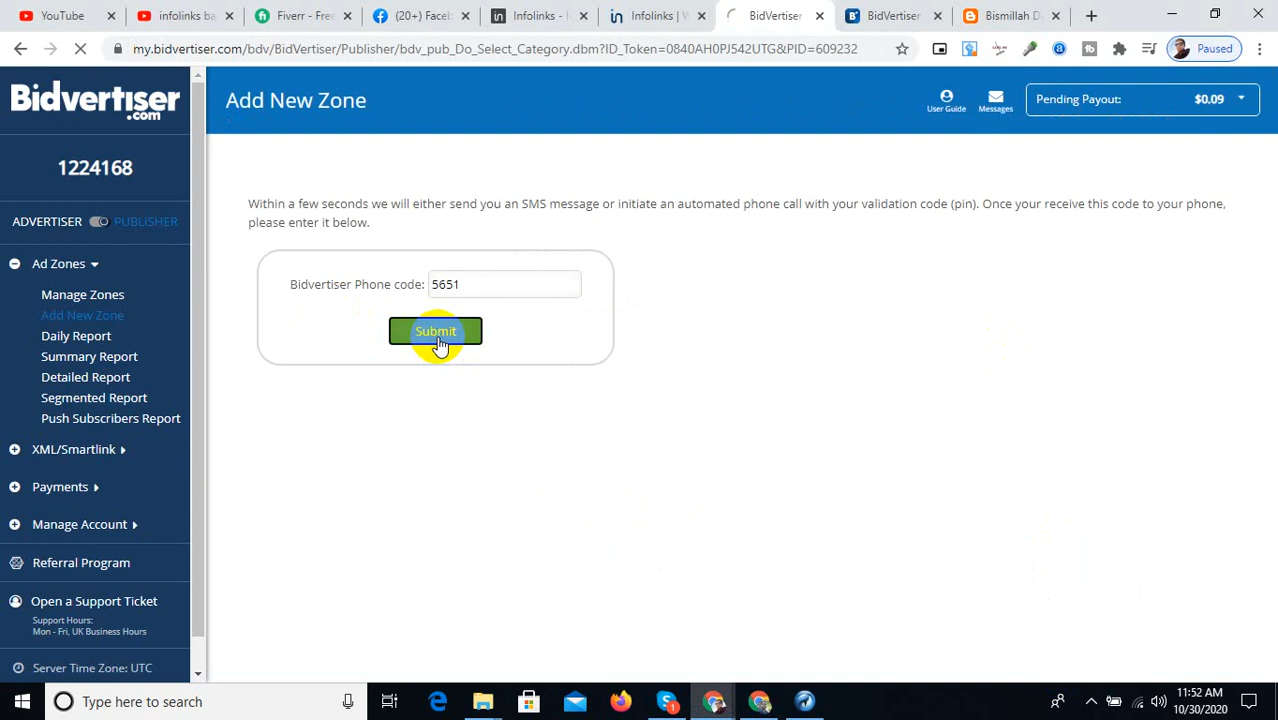 YouTube
infolinks ba
Fiverr - Free
(20+) Faceb
Infolinks -
Infolinks | W
BidVertiser
BidVertiser
Bismillah De
my.bidvertiser.com/bdv/BidVertiser/Publisher/bdv_pub_Do_Select_Category.dbm?ID_Token=0840AH0PJ542UTG&PID=609232
Paused
Bidvertiser.com
Add New Zone
User Guide
Messages
Pending Payout: $0.09
1224168
ADVERTISER PUBLISHER
Ad Zones
Manage Zones
Add New Zone
Daily Report
Summary Report
Detailed Report
Segmented Report
Push Subscribers Report
XML/Smartlink
Payments
Manage Account
Referral Program
Open a Support Ticket
Support Hours:
Mon - Fri, UK Business Hours
Server Time Zone: UTC
Within a few seconds we will either send you an SMS message or initiate an automated phone call with your validation code (pin). Once your receive this code to your phone,
please enter it below.
Bidvertiser Phone code: 5651
Submit
Type here to search
11:52 AM
10/30/2020